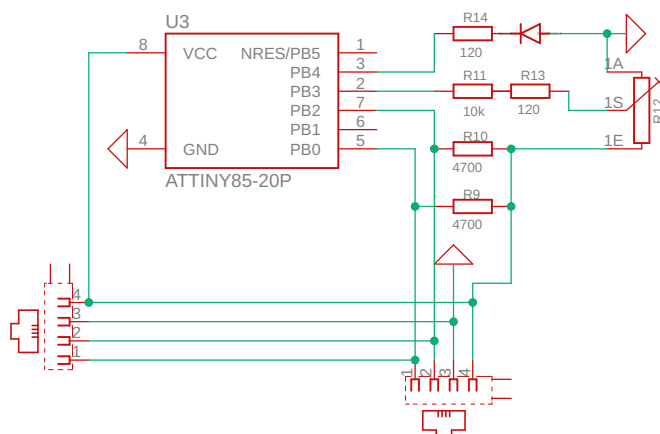 U3
R14
8 VCC NRES/PB5 1
120
PB4 3
1A
PB3 2
R11 R13
PB2 7
10k 120
1S
R12
PB1 6
R10
4 GND PB0 5
1E
4700
ATTINY85-20P
R9
4700
4
3
2
1
1 2 3 4